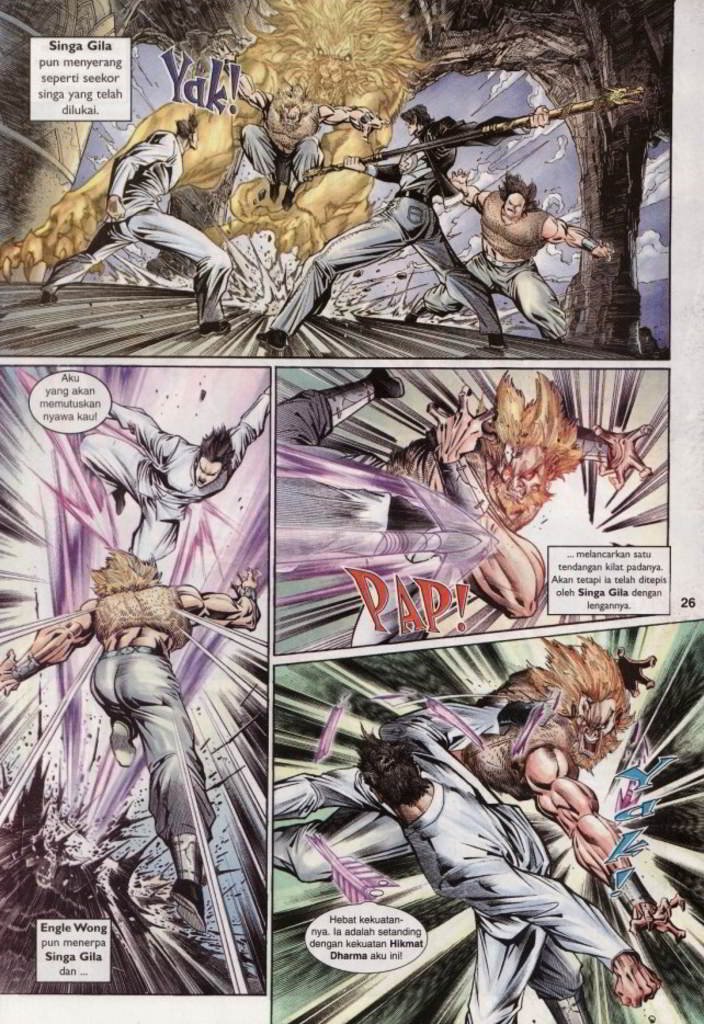 Singa Gila
pun menyerang
seperti seekor
singa yang telah
dilukai.
Yak!
Aku
yang akan
memutuskan
nyawa kau!
Engle Wong
pun menerpa
Singa Gila
dan ...
PAP!
... melancarkan satu
tendangan kilat padanya.
Akan tetapi ia telah ditepis
oleh Singa Gila dengan
lengannya.
26
Yak!
Hebat kekuatan-
nya. Ia adalah setanding
dengan kekuatan Hikmat
Dharma aku ini!